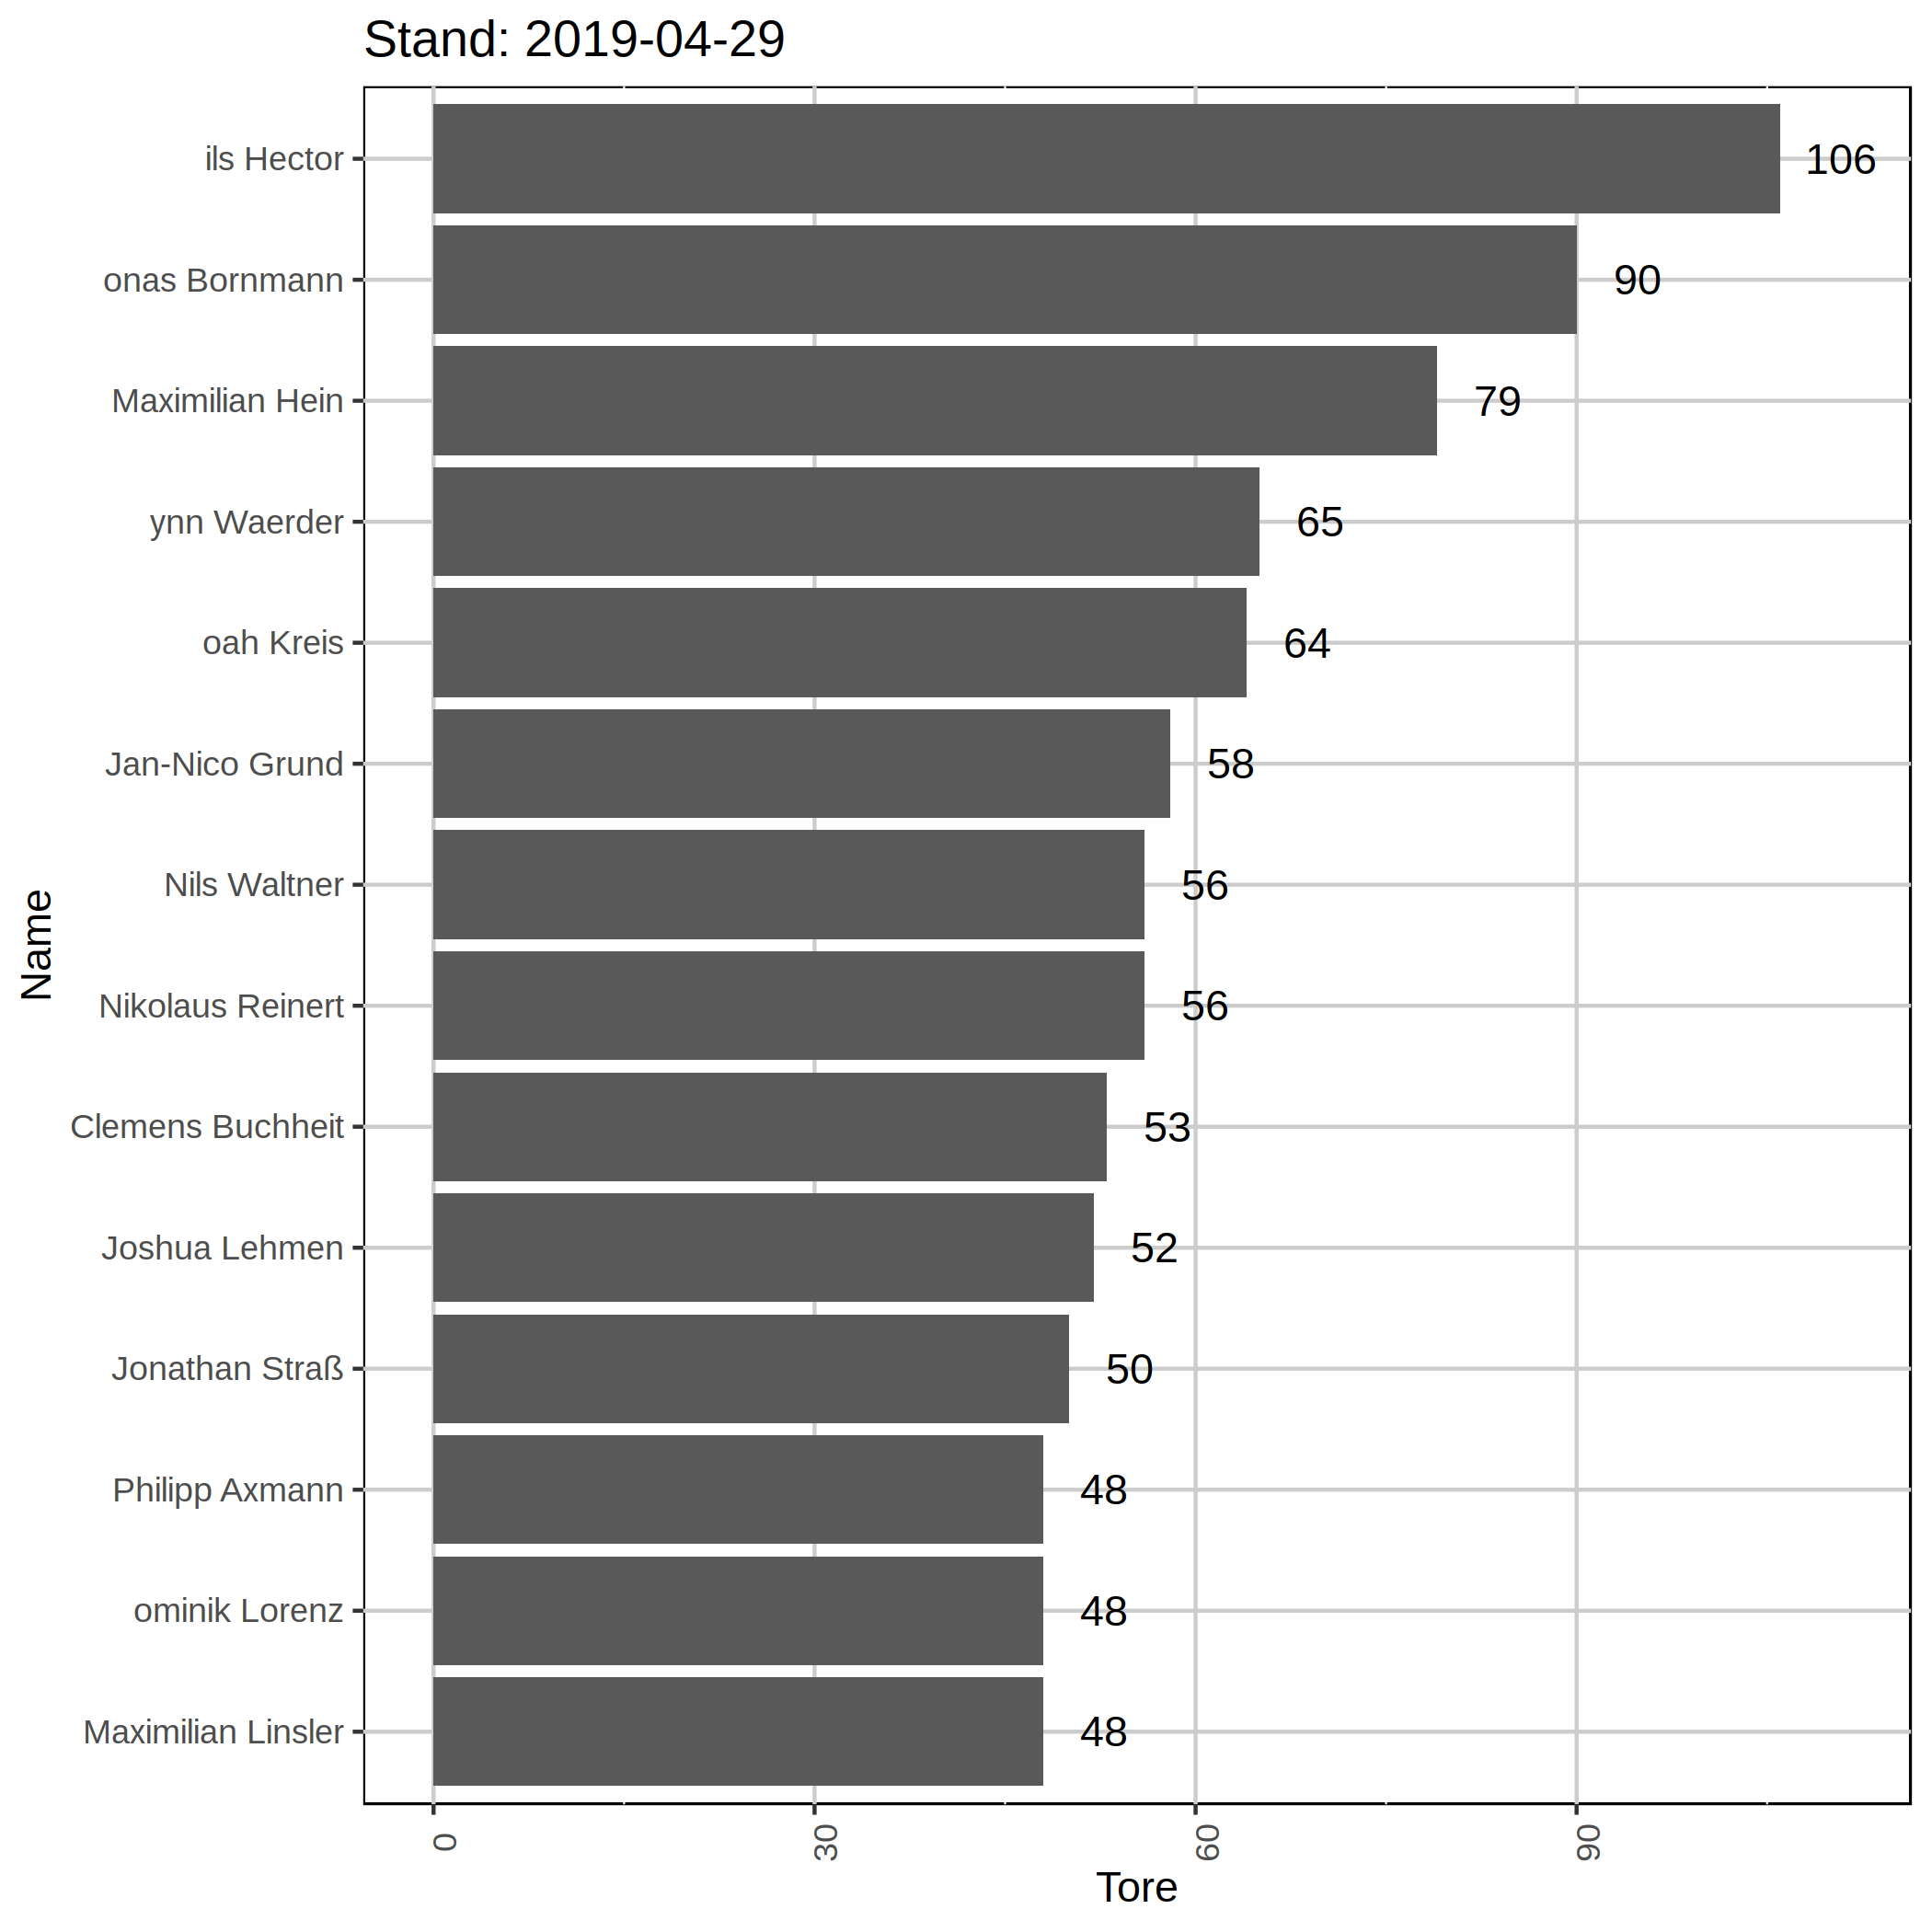 Stand: 2019-04-29
ils Hector 106
onas Bornmann 90
Maximilian Hein 79
ynn Waerder 65
oah Kreis 64
Jan-Nico Grund 58
Nils Waltner 56
Nikolaus Reinert 56
Clemens Buchheit 53
Joshua Lehmen 52
Jonathan Straß 50
Philipp Axmann 48
ominik Lorenz 48
Maximilian Linsler 48
Name
0 30 60 90
Tore